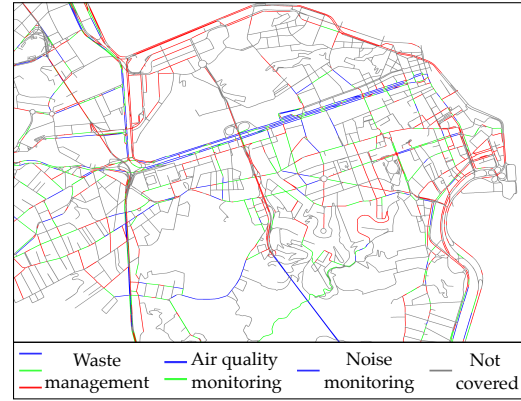 Waste Air quality Noise Not
management monitoring monitoring covered